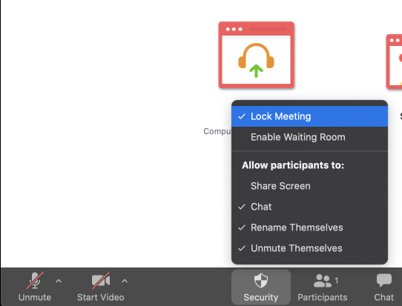 Compu
Lock Meeting
Enable Waiting Room
Allow participants to:
Share Screen
Chat
Rename Themselves
Unmute Themselves
Unmute
Start Video
Security
Participants
1
Chat